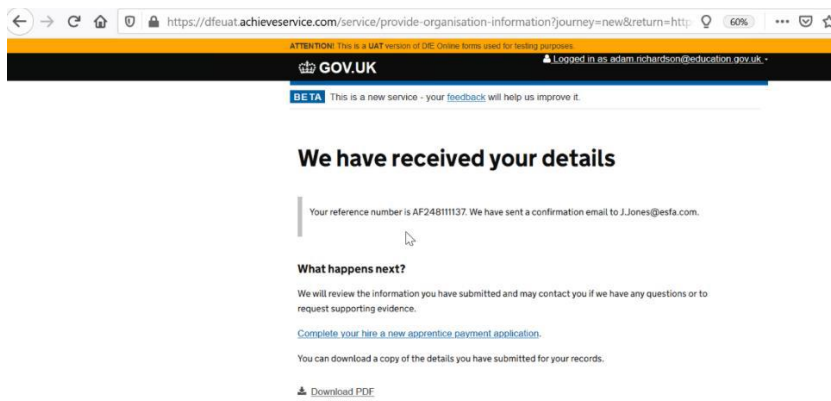 https://dfeuat.achieveservice.com/service/provide-organisation-information?journey=new&return=http
60%
ATTENTION! This is a UAT version of DfE Online forms used for testing purposes.
GOV.UK
Logged in as adam.richardson@education.gov.uk
BETA This is a new service - your feedback will help us improve it.
We have received your details
Your reference number is AF248111137. We have sent a confirmation email to J.Jones@esfa.com.
What happens next?
We will review the information you have submitted and may contact you if we have any questions or to
request supporting evidence.
Complete your hire a new apprentice payment application.
You can download a copy of the details you have submitted for your records.
Download PDF